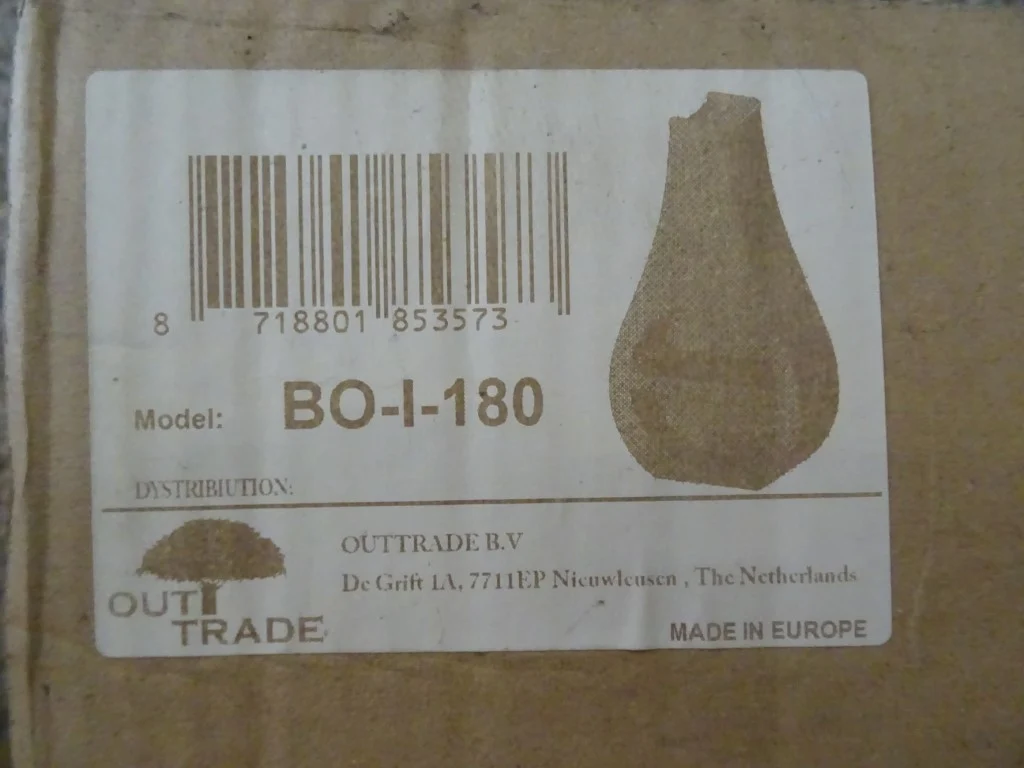 8 718801 853573
Model: BO-I-180
DYSTRIBIUTION:
OUT
TRADE
OUTTRADE B.V
De Grift 1A, 7711EP Nieuwleusen , The Netherlands
MADE IN EUROPE